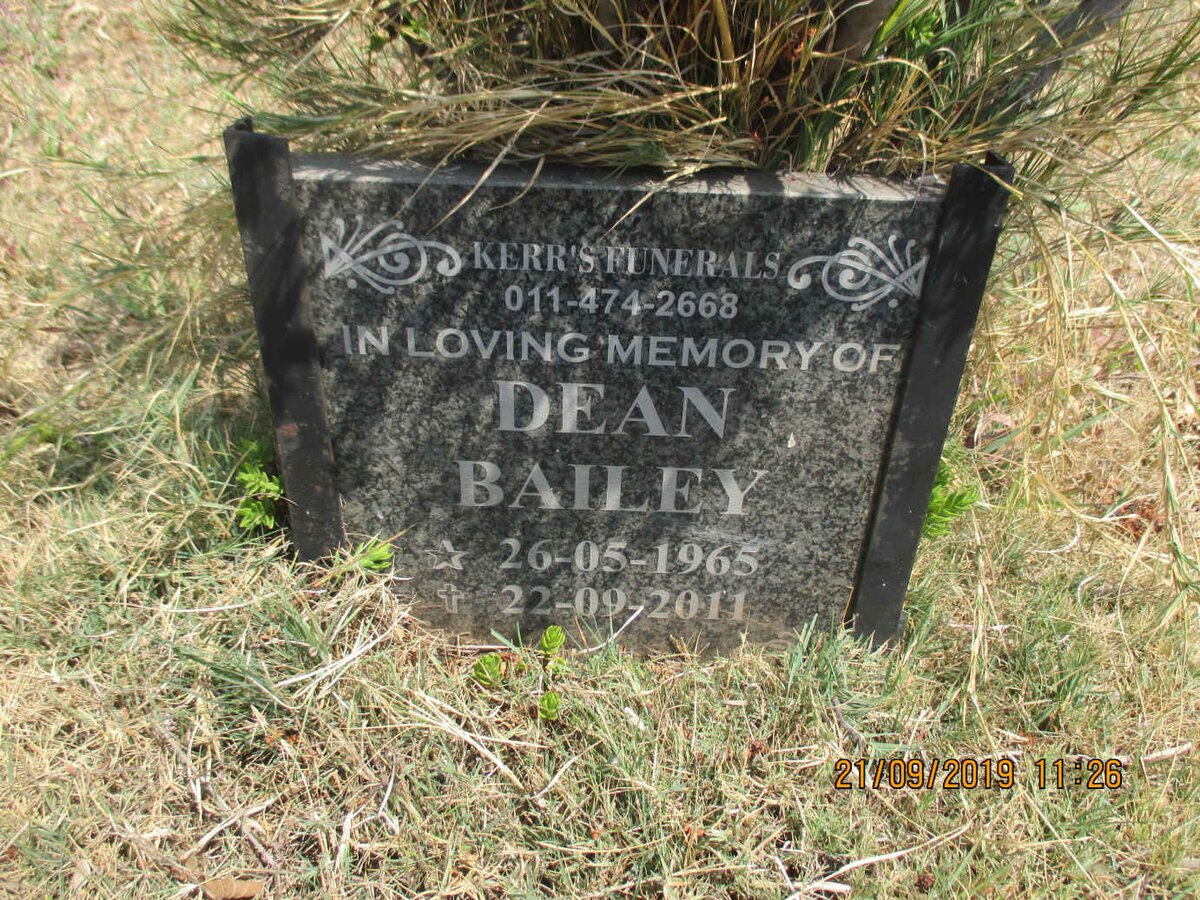 KERR'S FUNERALS
011-474-2668
IN LOVING MEMORY OF
DEAN
BAILEY
26-05-1965
22-09-2011
21/09/2019 11:26